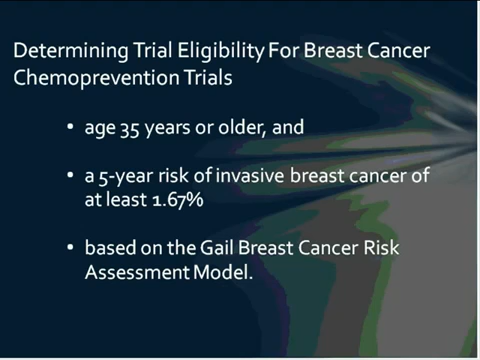 Determining Trial Eligibility For Breast Cancer
Chemoprevention Trials
• age 35 years or older, and
• a 5-year risk of invasive breast cancer of
at least 1.67%
• based on the Gail Breast Cancer Risk
Assessment Model.